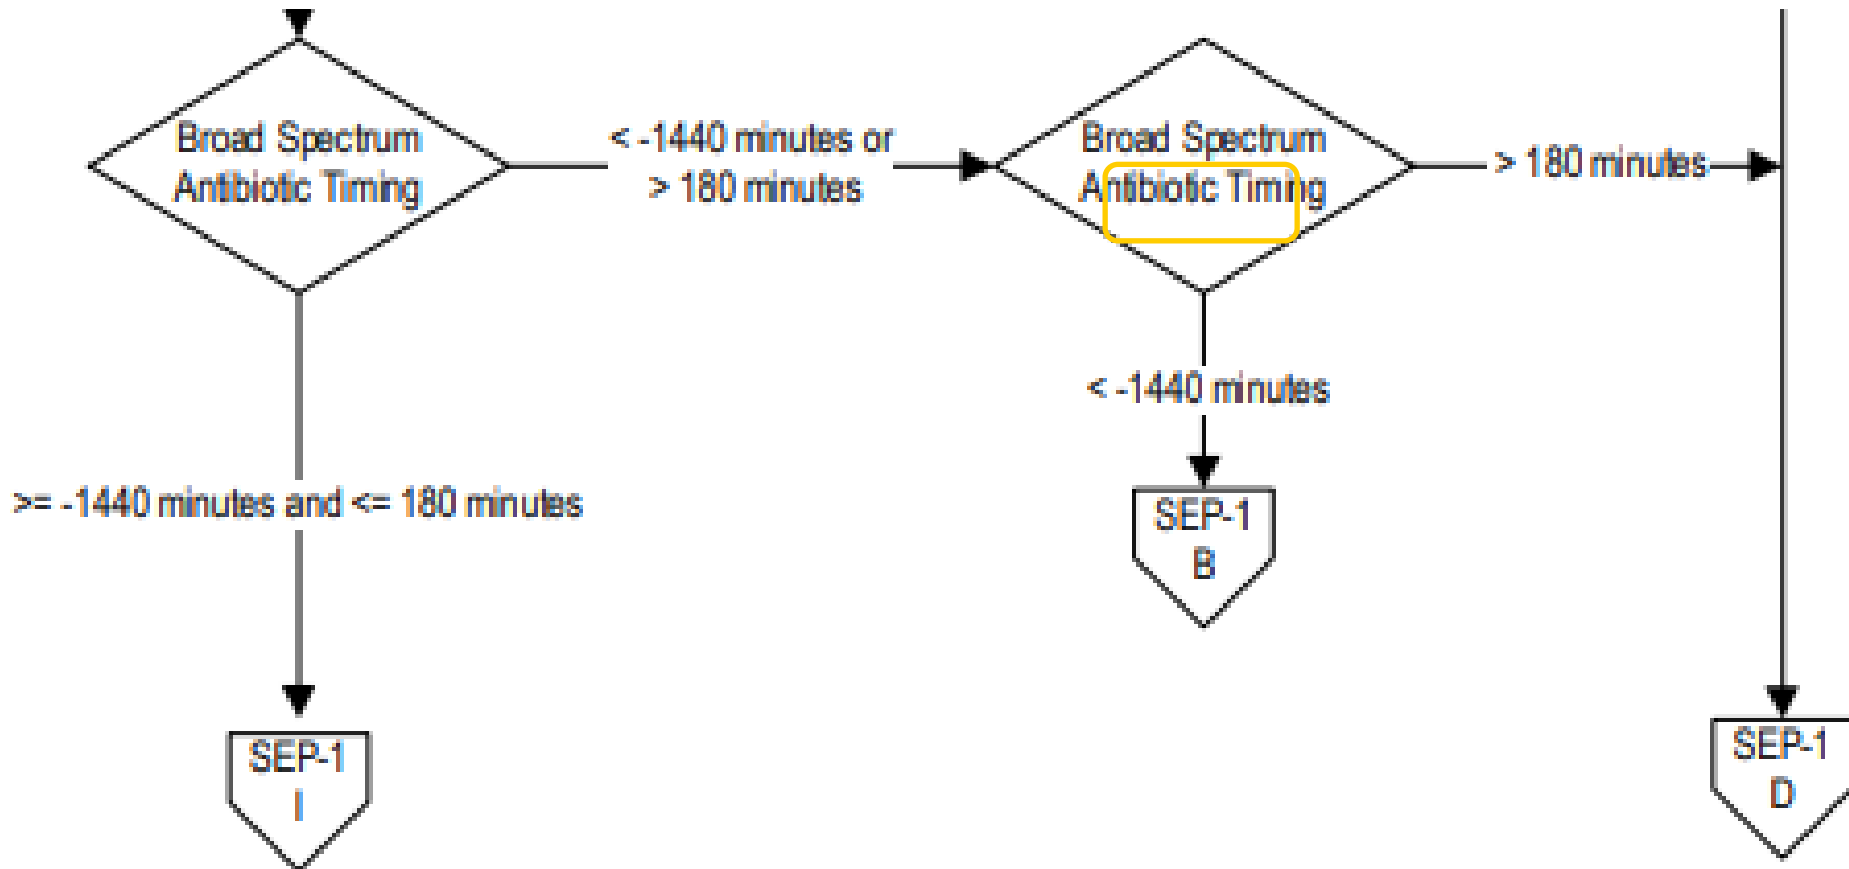 Broad Spectrum
Antibiotic Timing
< -1440 minutes or
> 180 minutes
Broad Spectrum
Antibiotic Timing
> 180 minutes
< -1440 minutes
>= -1440 minutes and <= 180 minutes
SEP-1
B
SEP-1
I
SEP-1
D